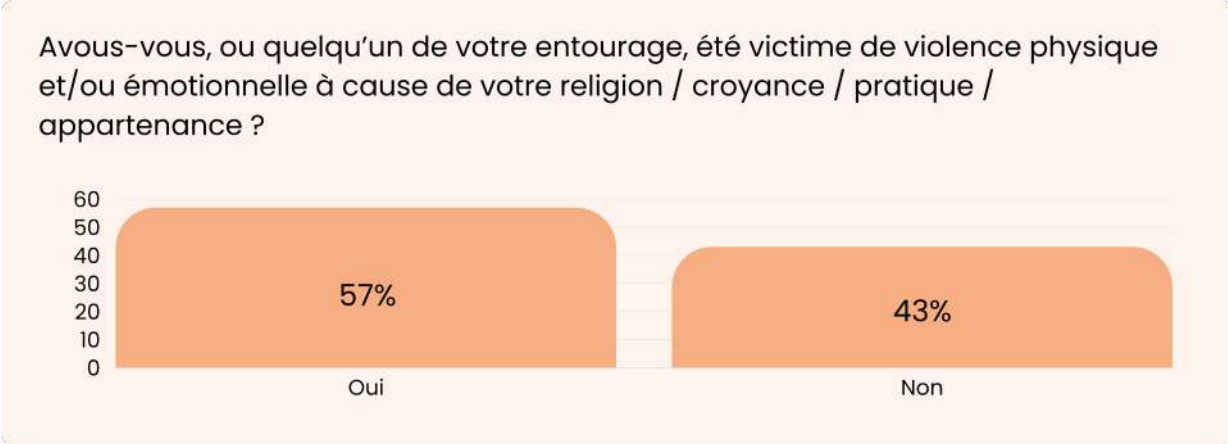 Avous-vous, ou quelqu’un de votre entourage, été victime de violence physique
et/ou émotionnelle à cause de votre religion / croyance / pratique /
appartenance ?
60
50
40
30
20
10
0
57%
43%
Oui
Non